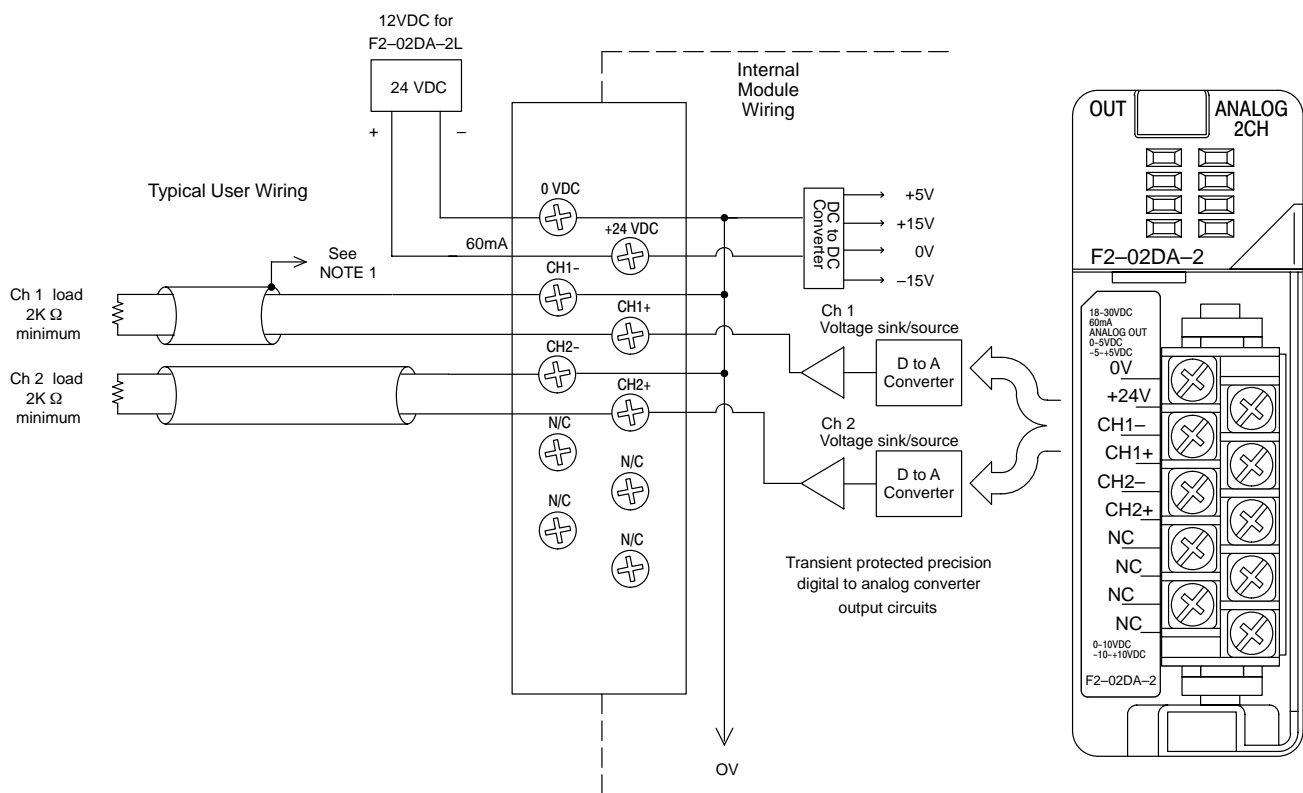 12VDC for
F2–02DA–2L
24 VDC
+
–
Internal
Module
Wiring
Typical User Wiring
0 VDC
+24 VDC
60mA
See
NOTE 1
CH1-
CH1+
CH2-
CH2+
N/C
N/C
N/C
N/C
Ch 1 load
2K Ω
minimum
Ch 2 load
2K Ω
minimum
DC to DC
Converter
+5V
+15V
0V
–15V
Ch 1
Voltage sink/source
D to A
Converter
Ch 2
Voltage sink/source
D to A
Converter
Transient protected precision
digital to analog converter
output circuits
OV
OUT
ANALOG
2CH
F2–02DA–2
18-30VDC
60mA
ANALOG OUT
0-5VDC
-5-+5VDC
0V
+24V
CH1–
CH1+
CH2–
CH2+
NC
NC
NC
NC
0-10VDC
-10-+10VDC
F2–02DA–2